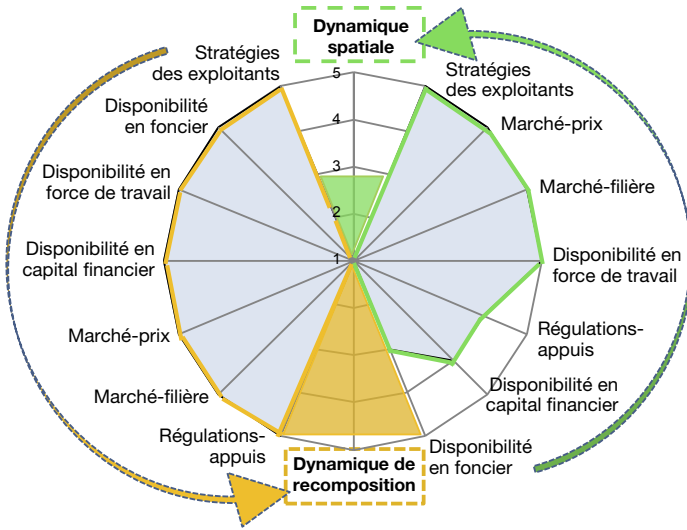 Dynamique
spatiale
Stratégies
des exploitants
Disponibilité
en foncier
Disponibilité en
force de travail
Disponibilité en
capital financier
Marché-prix
Marché-filière
Régulations-
appuis
5
4
3
2
1
Stratégies
des exploitants
Marché-prix
Marché-filière
Disponibilité en
force de travail
Régulations-
appuis
Disponibilité en
capital financier
Disponibilité
en foncier
Dynamique de
recomposition